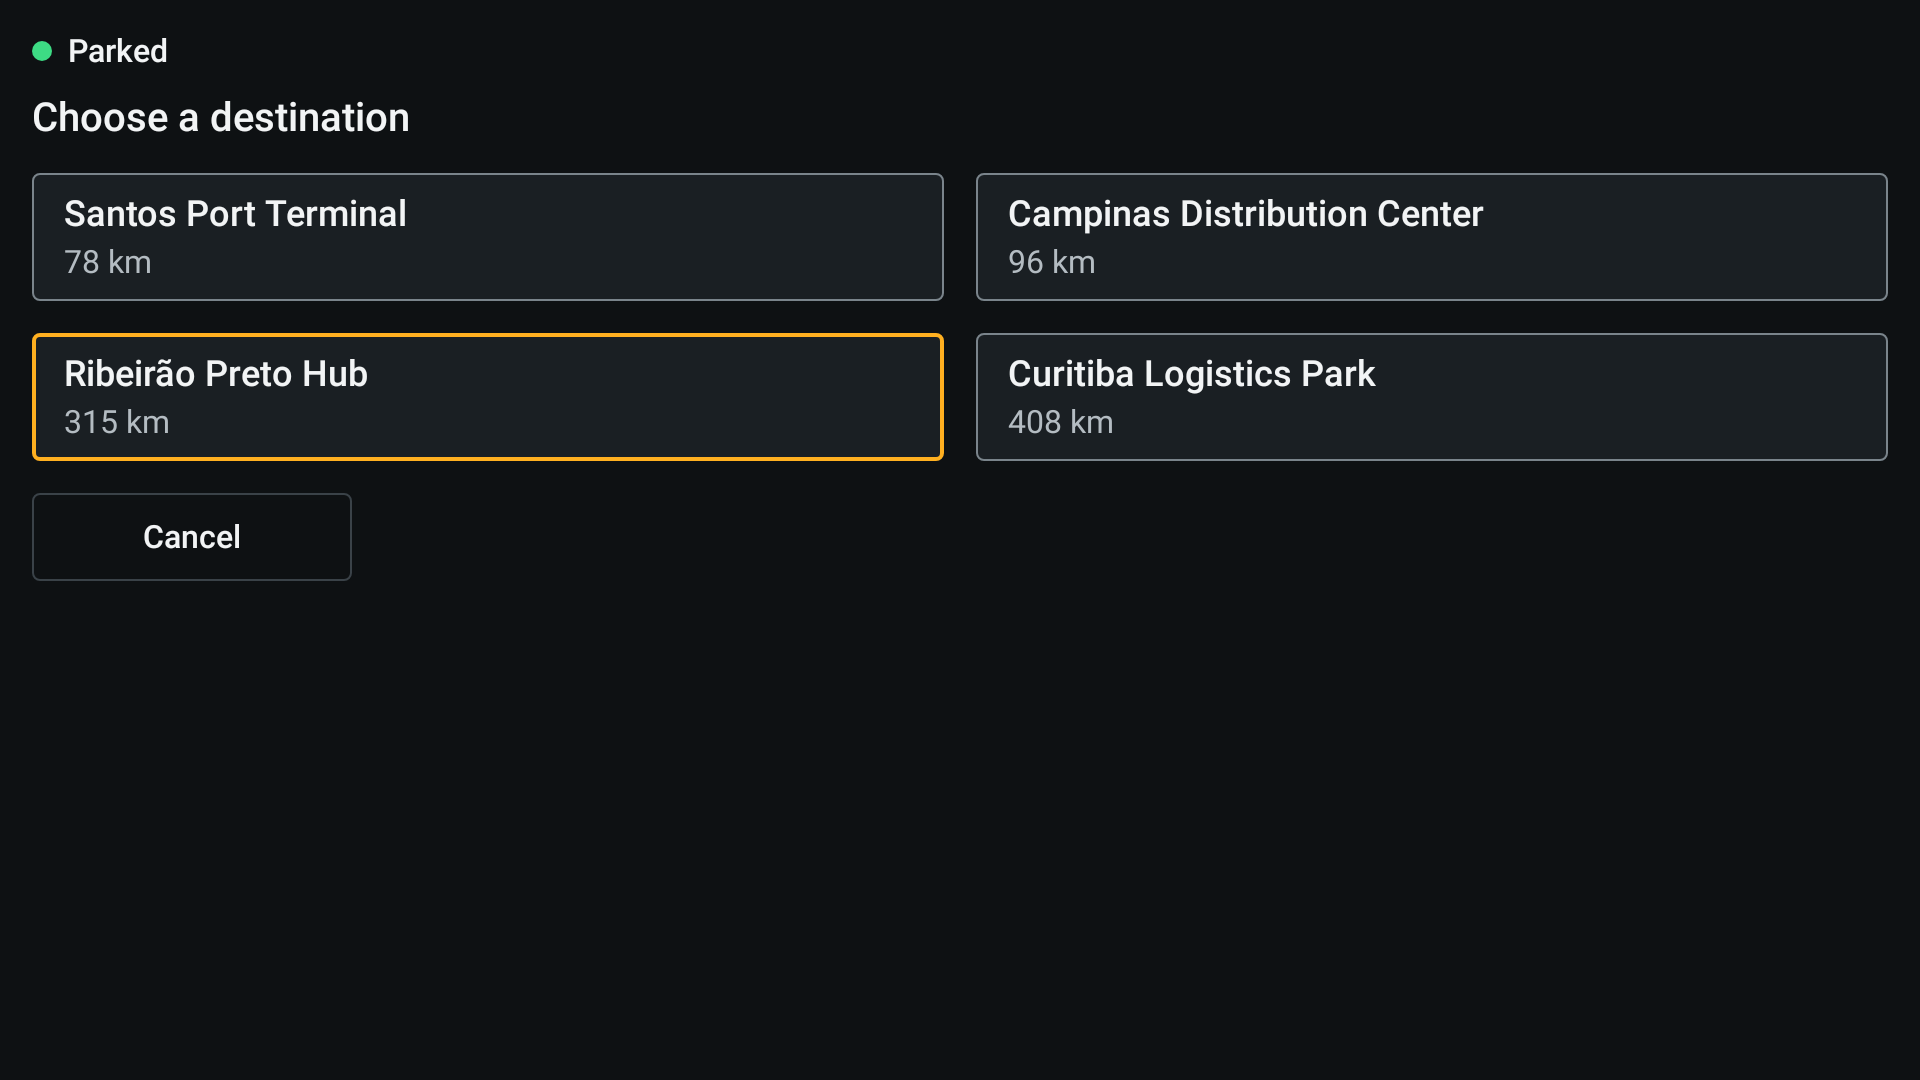 Parked
Choose a destination
Santos Port Terminal
78 km
Campinas Distribution Center
96 km
Ribeirão Preto Hub
315 km
Curitiba Logistics Park
408 km
Cancel